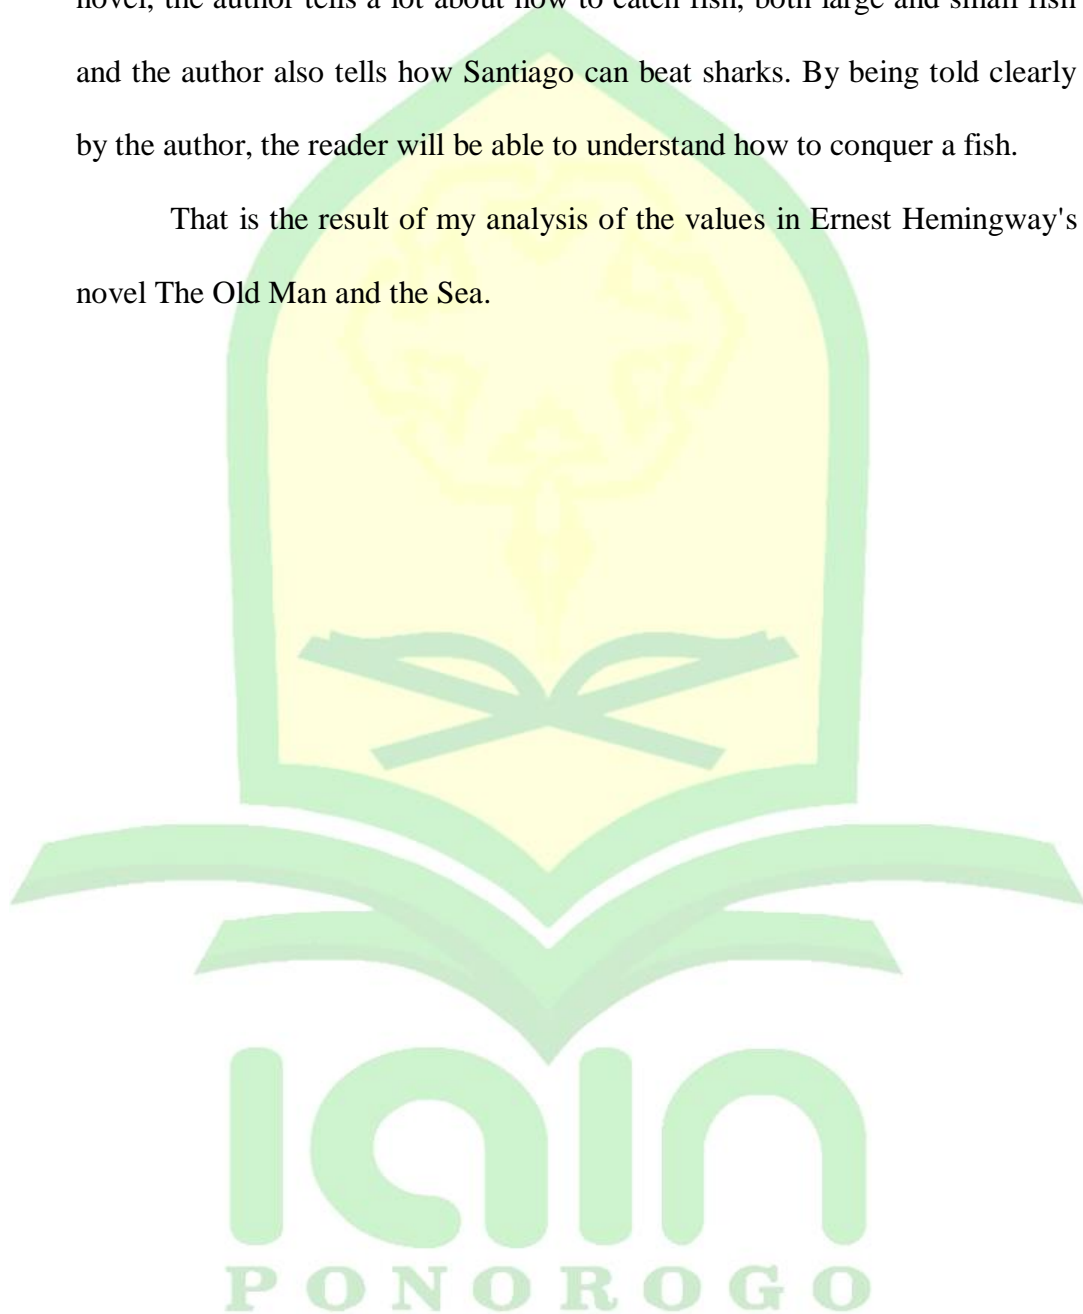 novel, the author tells a lot about how to catch fish, both large and small fish
and the author also tells how Santiago can beat sharks. By being told clearly
by the author, the reader will be able to understand how to conquer a fish.
That is the result of my analysis of the values in Ernest Hemingway's
novel The Old Man and the Sea.
iain
PONOROGO